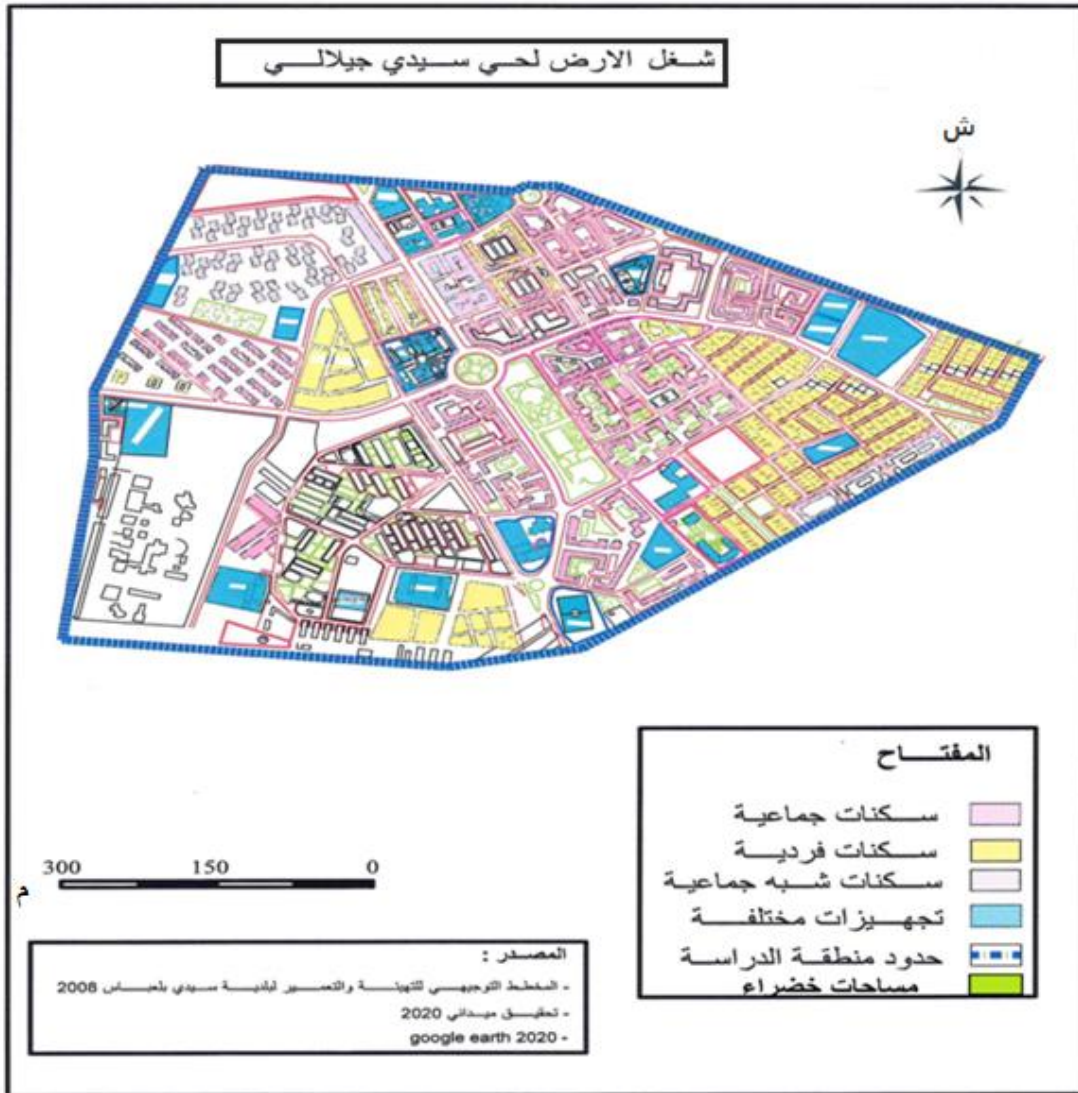 شغل الارض لحي سيدي جيلالي
ش
المفتاح
سكنات جماعية
سكنات فردية
سكنات شبه جماعية
تجهيزات مختلفة
حدود منطقة الدراسة
مساحات خضراء
300 150 0
م
المصدر :
- المخطط التوجيهي للتهيئة والتعمير لبلدية سيدي بلعباس 2008
- تحقيق ميداني 2020
- google earth 2020